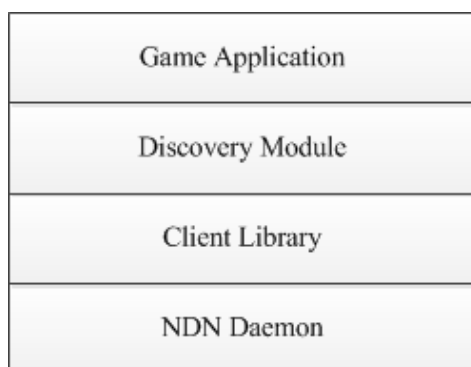 Game Application
Discovery Module
Client Library
NDN Daemon